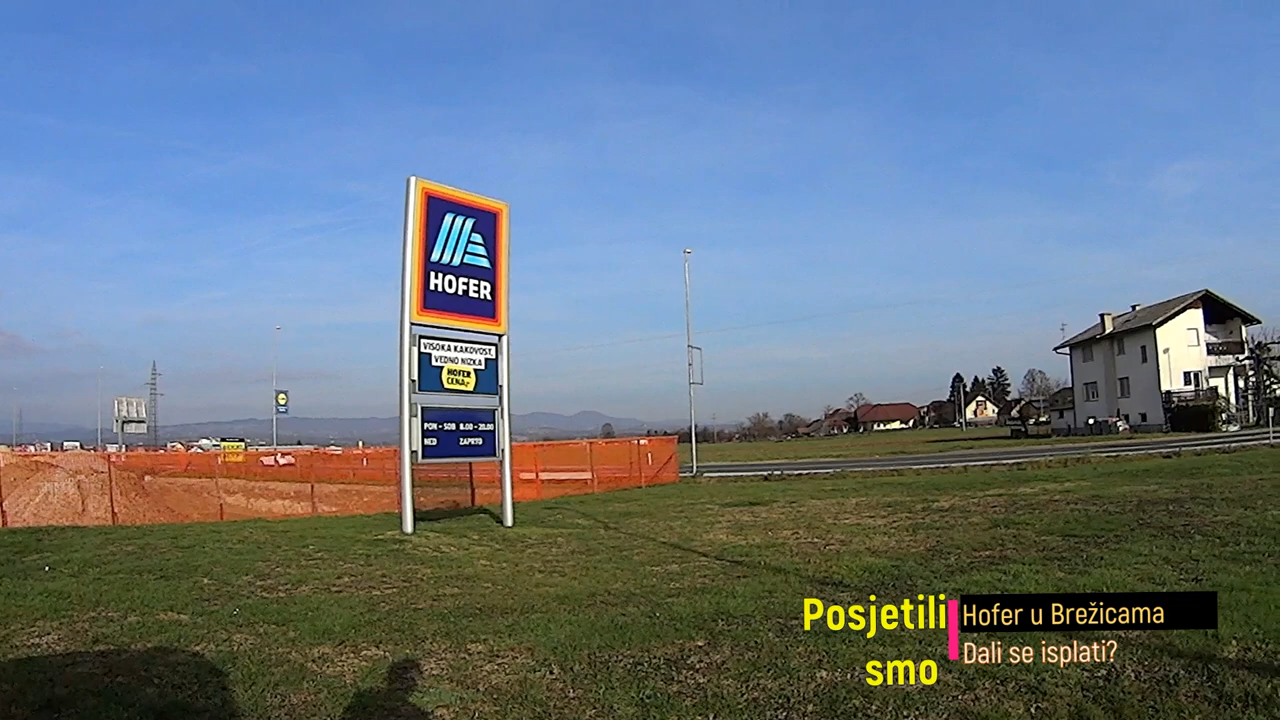 HOFER
VISOKA KAKOVOST,
VEDNO NIZKA
HOFER
CENA,-
PON - SOB 8.00 - 20.00
NED ZAPRTO
Posjetili
smo
Hofer u Brežicama
Dali se isplati?